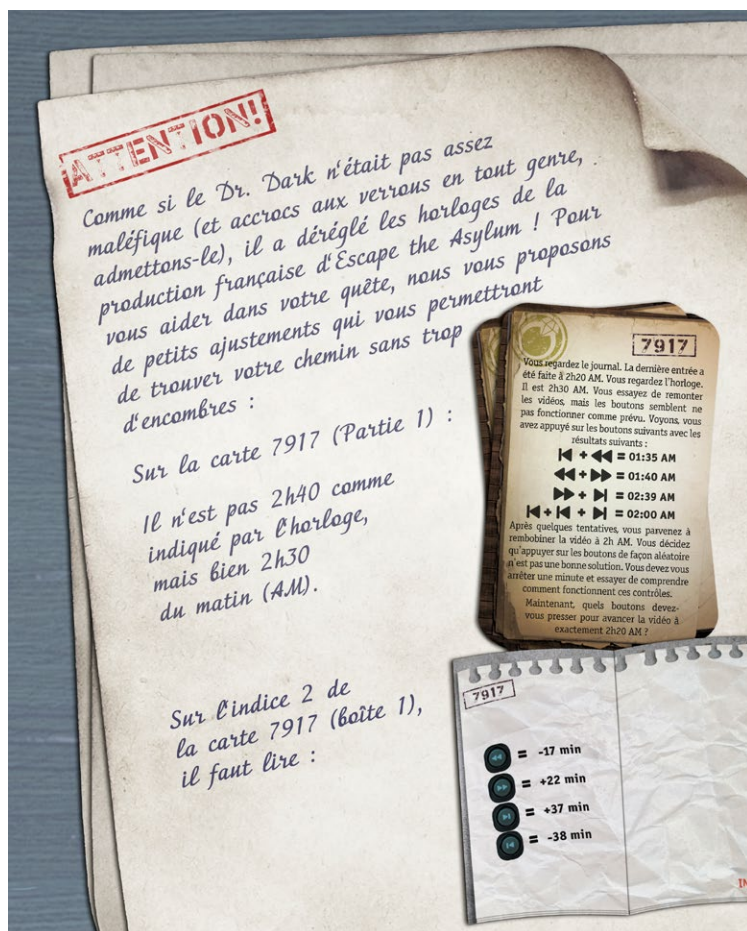 ATTENTION!
Comme si le Dr. Dark n'était pas assez
maléfique (et accrocs aux verrous en tout genre,
admettons-le), il a déréglé les horloges de la
production française d'Escape the Asylum ! Pour
vous aider dans votre quête, nous vous proposons
de petits ajustements qui vous permettront
de trouver votre chemin sans trop
d'encombres :
Sur la carte 7917 (Partie 1) :
Il n'est pas 2h40 comme
indiqué par l'horloge,
mais bien 2h30
du matin (AM).
Sur l'indice 2 de
la carte 7917 (boîte 1),
il faut lire :
7917
Vous regardez le journal. La dernière entrée a
été faite à 2h20 AM. Vous regardez l'horloge.
Il est 2h30 AM. Vous essayez de remonter
les vidéos, mais les boutons semblent ne
pas fonctionner comme prévu. Voyons, vous
avez appuyé sur les boutons suivants avec les
résultats suivants :
+ = 01:35 AM
+ = 01:40 AM
+ = 02:39 AM
+ + = 02:00 AM
Après quelques tentatives, vous parvenez à
rembobiner la vidéo à 2h AM. Vous décidez
qu'appuyer sur les boutons de façon aléatoire
n'est pas une bonne solution. Vous devez vous
arrêter une minute et essayer de comprendre
comment fonctionnent ces contrôles.
Maintenant, quels boutons devez-
vous presser pour avancer la vidéo à
exactement 2h20 AM ?
7917
= -17 min
= +22 min
= +37 min
= -38 min
IN